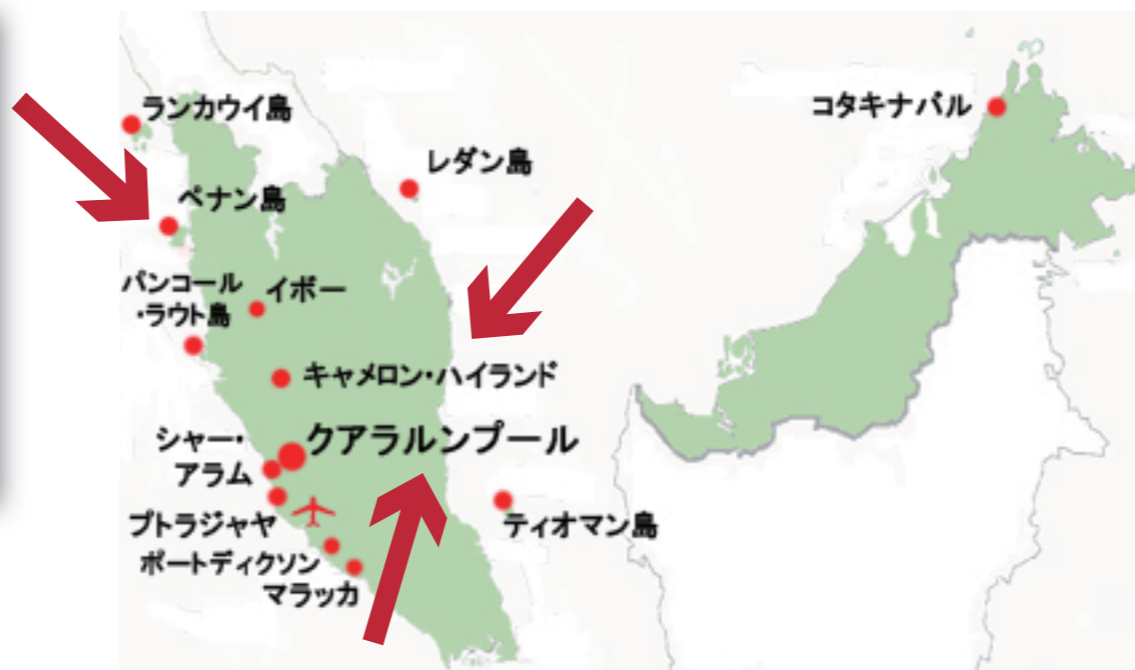 ランカウイ島
コタキナバル
レダン島
ペナン島
パンコール
・ラウト島
イポー
キャメロン・ハイランド
クアラルンプール
シャー・
アラム
プトラジャヤ
ティオマン島
ポートディクソン
マラッカ